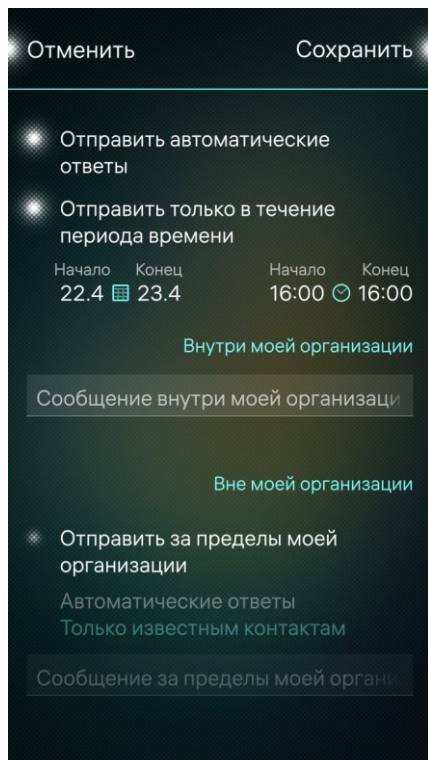 Отменить Сохранить
Отправить автоматические
ответы
Отправить только в течение
периода времени
Начало Конец Начало Конец
22.4 23.4 16:00 16:00
Внутри моей организации
Сообщение внутри моей организаци
Вне моей организации
Отправить за пределы моей
организации
Автоматические ответы
Только известным контактам
Сообщение за пределы моей органи